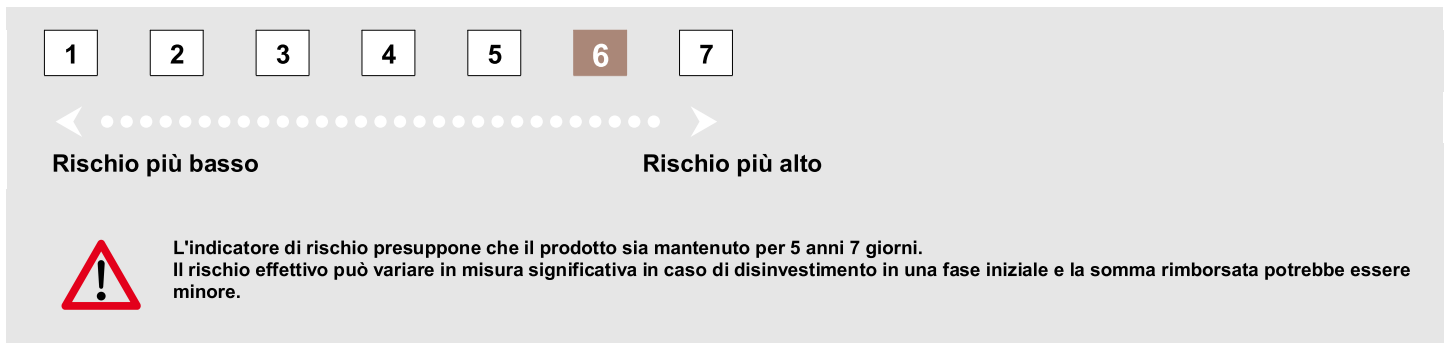 1 2 3 4 5 6 7
Rischio più basso Rischio più alto
L'indicatore di rischio presuppone che il prodotto sia mantenuto per 5 anni 7 giorni.
Il rischio effettivo può variare in misura significativa in caso di disinvestimento in una fase iniziale e la somma rimborsata potrebbe essere
minore.